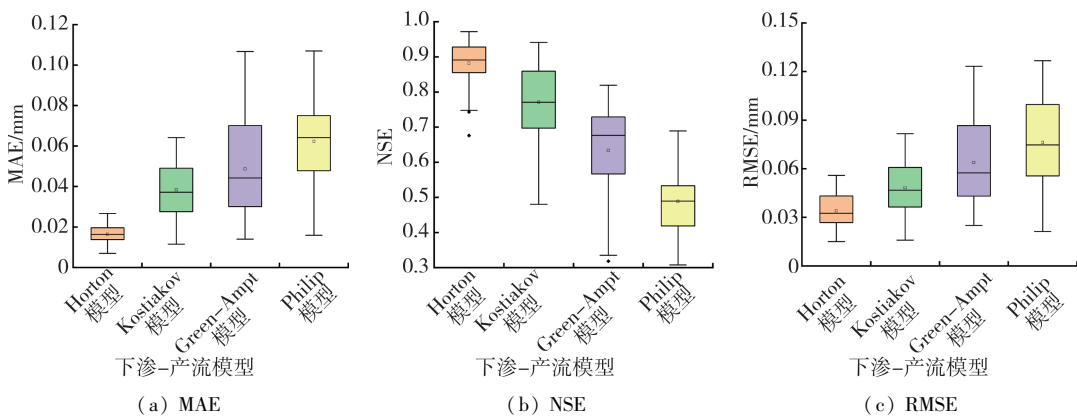 0.12
0.10
0.08
0.06
0.04
0.02
0
MAE/mm
Horton
模型
Kostiakov
模型
Green-Ampt
模型
Philip
模型
下渗-产流模型
(a) MAE
1.0
0.9
0.8
0.7
0.6
0.5
0.4
0.3
NSE
Horton
模型
Kostiakov
模型
Green-Ampt
模型
Philip
模型
下渗-产流模型
(b) NSE
0.15
0.12
0.09
0.06
0.03
0
RMSE/mm
Horton
模型
Kostiakov
模型
Green-Ampt
模型
Philip
模型
下渗-产流模型
(c) RMSE